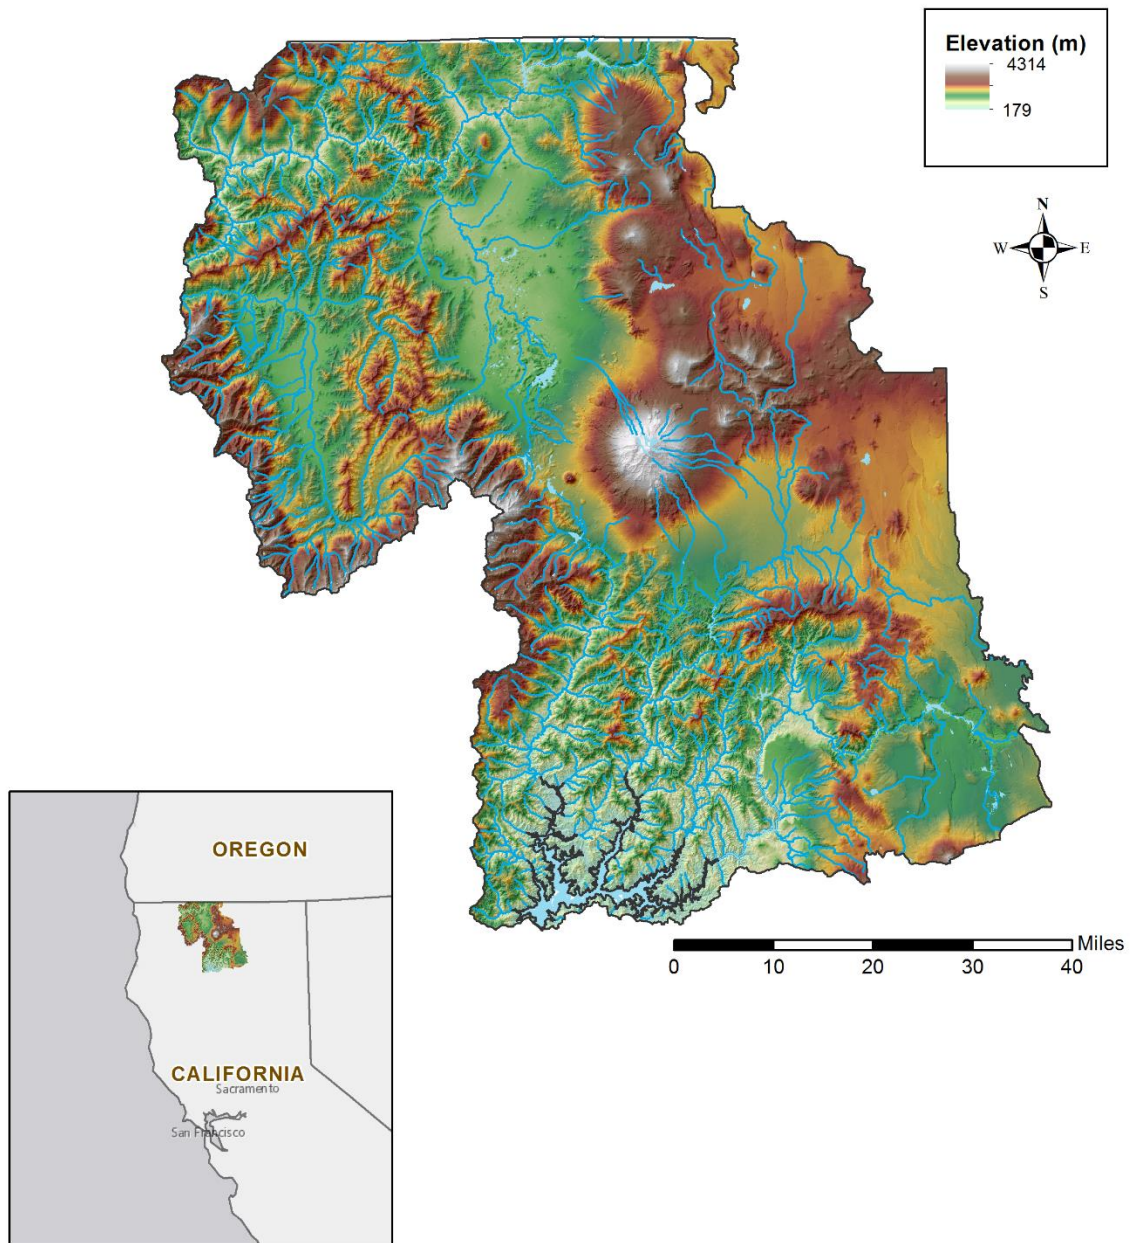 Elevation (m)
4314
179
N
W E
S
Miles
0 10 20 30 40
OREGON
CALIFORNIA
Sacramento
San Francisco